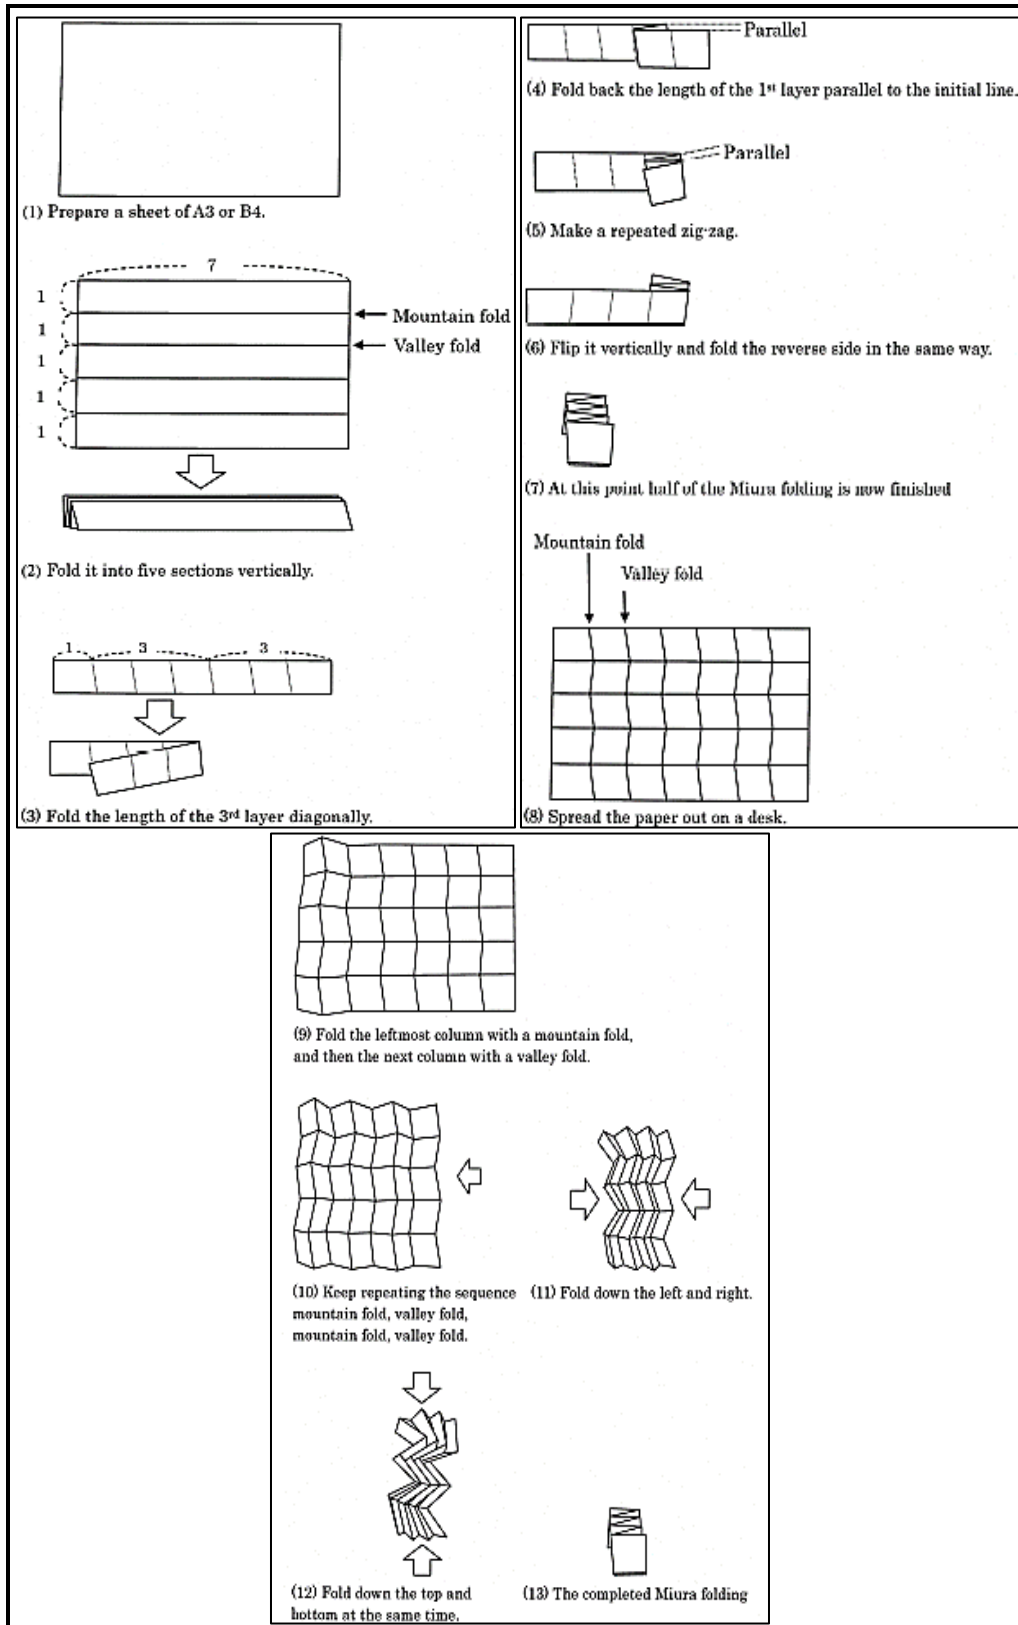 (1) Prepare a sheet of A3 or B4.
7
1
1
1
1
1
Mountain fold
Valley fold
(2) Fold it into five sections vertically.
1 3 3
(3) Fold the length of the 3rd layer diagonally.
Parallel
(4) Fold back the length of the 1st layer parallel to the initial line.
Parallel
(5) Make a repeated zig-zag.
(6) Flip it vertically and fold the reverse side in the same way.
(7) At this point half of the Miura folding is now finished
Mountain fold
Valley fold
(8) Spread the paper out on a desk.
(9) Fold the leftmost column with a mountain fold,
and then the next column with a valley fold.
(10) Keep repeating the sequence
mountain fold, valley fold,
mountain fold, valley fold.
(11) Fold down the left and right.
(12) Fold down the top and
bottom at the same time.
(13) The completed Miura folding